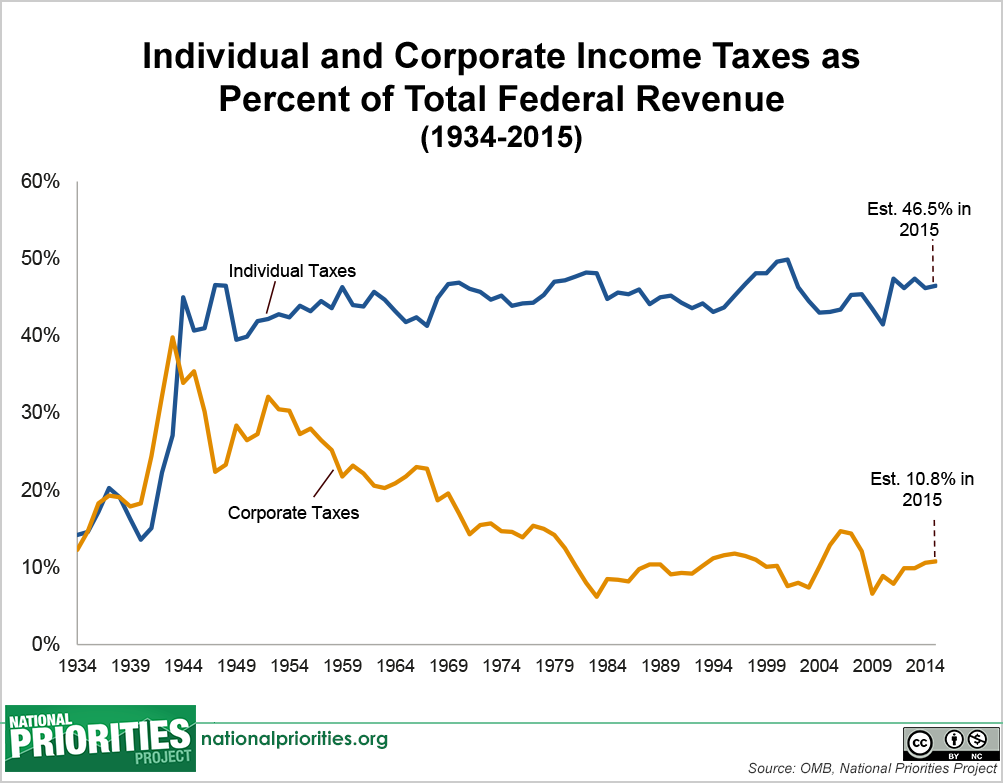 Individual and Corporate Income Taxes as
Percent of Total Federal Revenue
(1934-2015)
60%
50%
40%
30%
20%
10%
0%
Individual Taxes
Corporate Taxes
Est. 46.5% in
2015
Est. 10.8% in
2015
1934 1939 1944 1949 1954 1959 1964 1969 1974 1979 1984 1989 1994 1999 2004 2009 2014
NATIONAL
PRIORITIES
PROJECT
nationalpriorities.org
cc
BY NC
Source: OMB, National Priorities Project